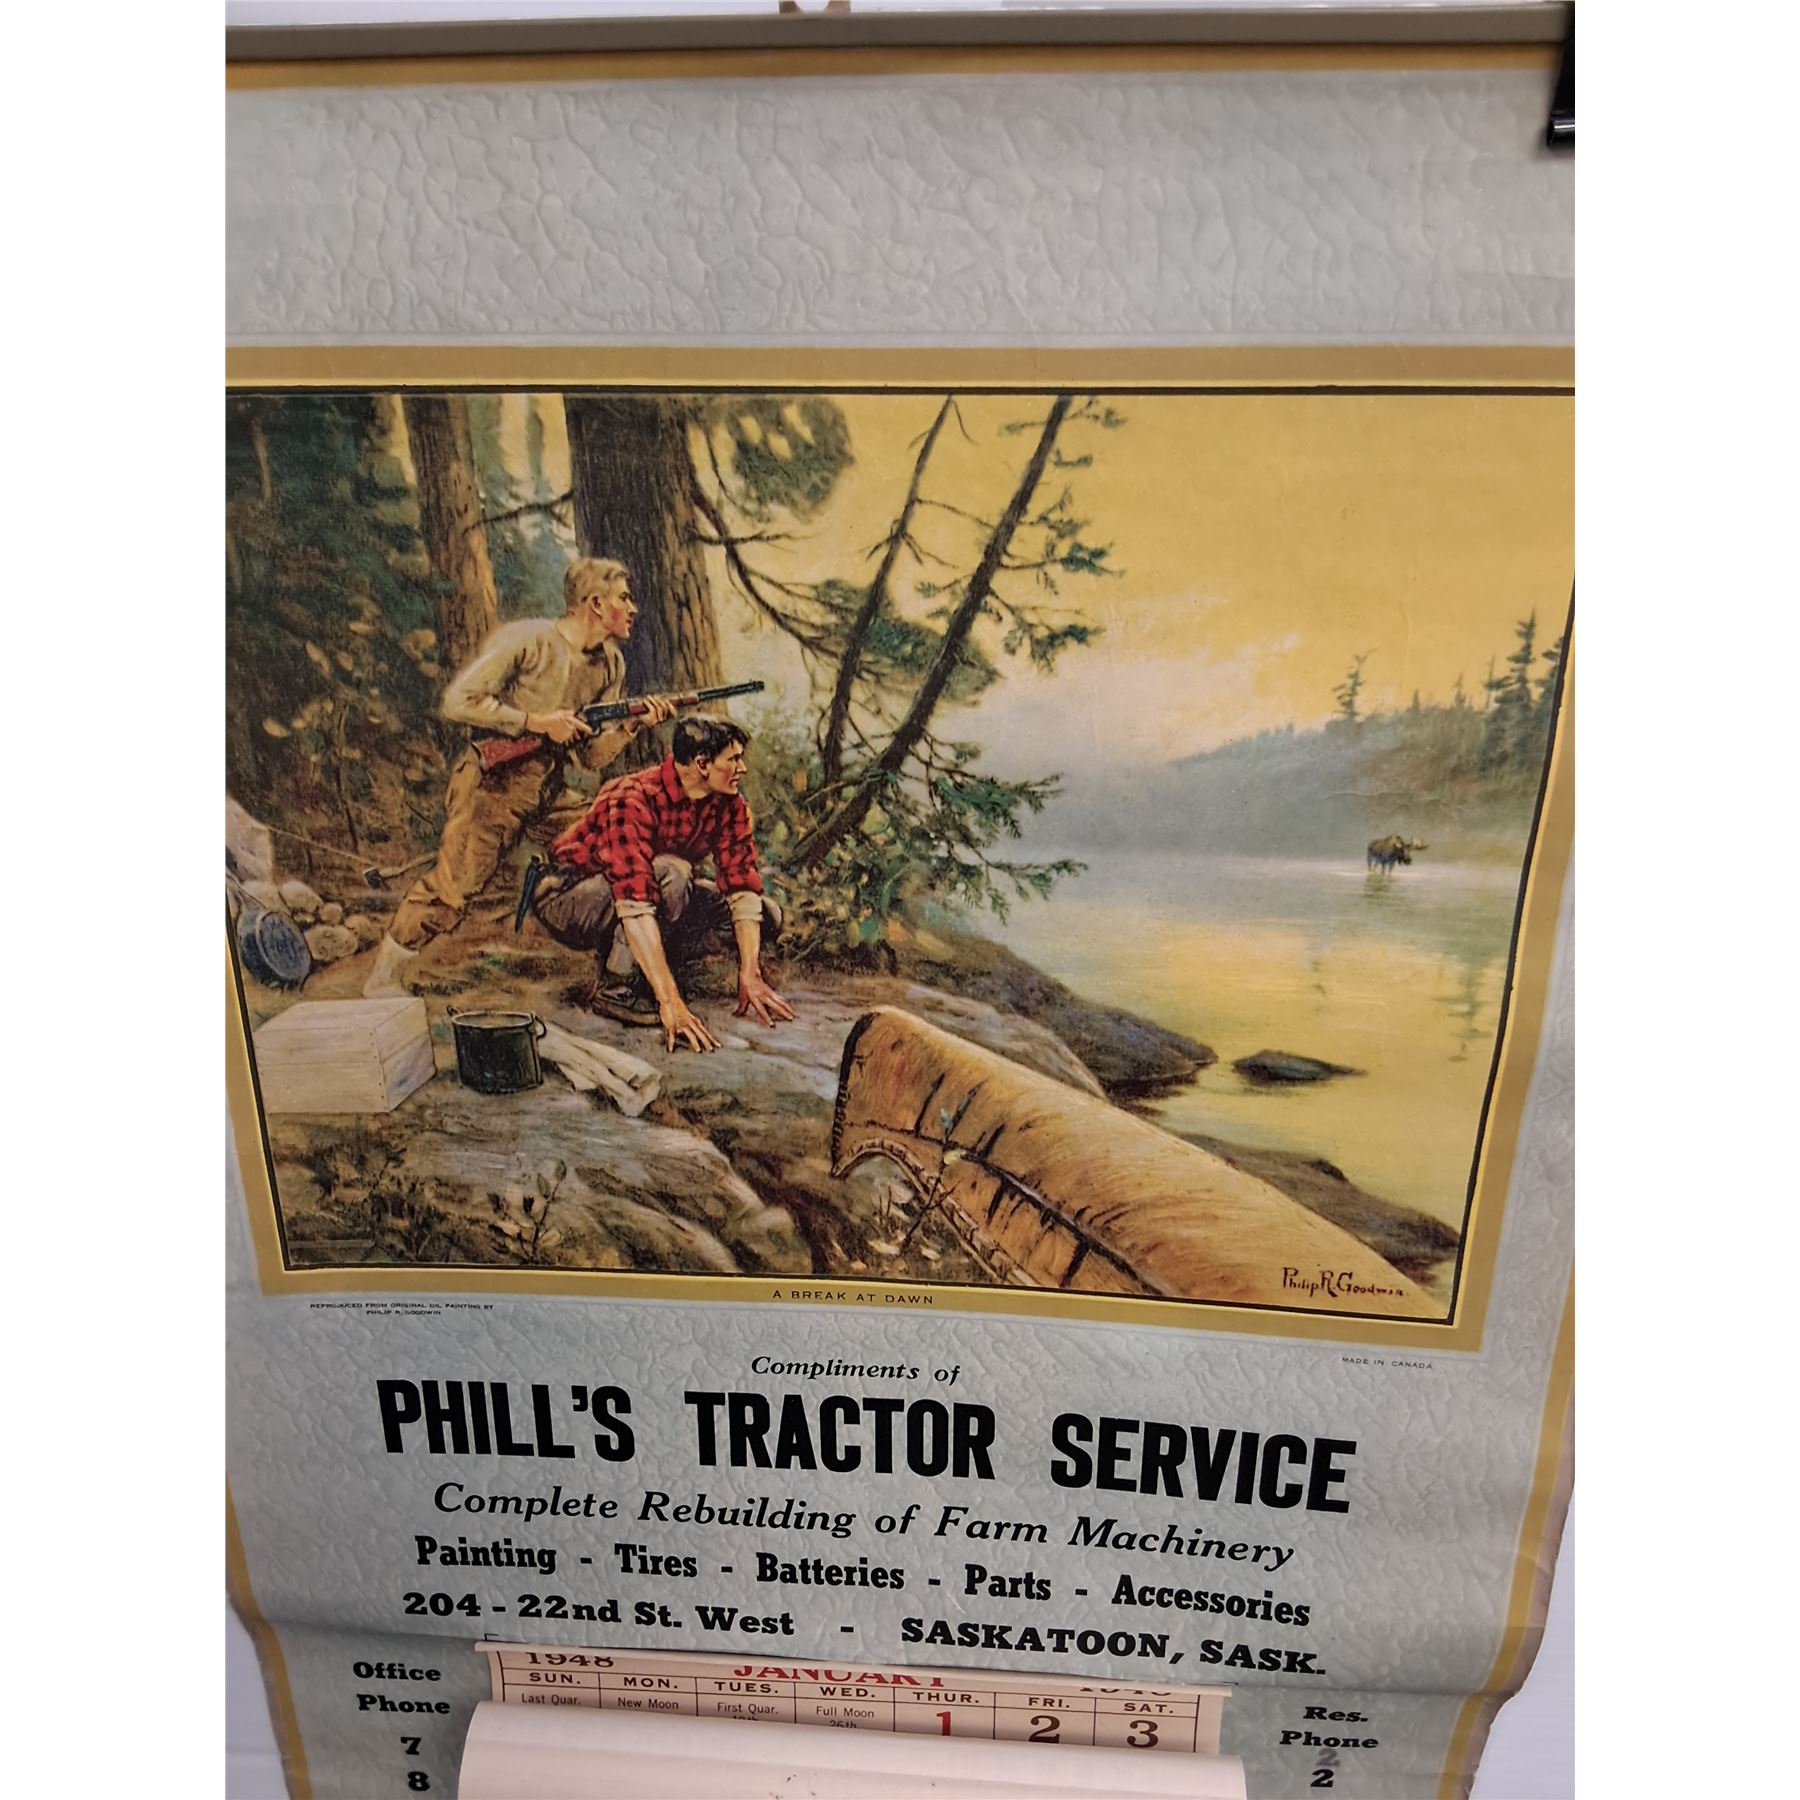 Philip R. Goodwin
A BREAK AT DAWN
REPRODUCED FROM ORIGINAL OIL PAINTING BY
PHILIP R. GOODWIN
MADE IN CANADA
Compliments of
PHILL'S TRACTOR SERVICE
Complete Rebuilding of Farm Machinery
Painting - Tires - Batteries - Parts - Accessories
204 - 22nd St. West - SASKATOON, SASK.
Office
Phone
7
8
1948 JANUARY 1948
SUN. MON. TUES. WED. THUR. FRI. SAT.
Last Quar. New Moon First Quar. Full Moon
26th
1 2 3
Res.
Phone
2
2